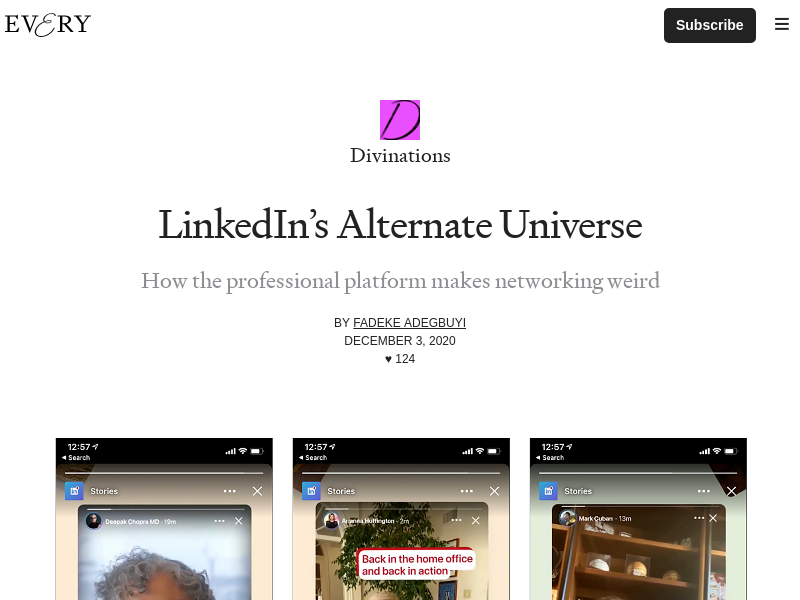 EVERY
Subscribe
Divinations
LinkedIn's Alternate Universe
How the professional platform makes networking weird
BY FADEKE ADEGBUYI
DECEMBER 3, 2020
♥ 124
12:57
Search
Stories
Deepak Chopra MD · 19m
12:57
Search
Stories
Arianna Huffington · 2m
Back in the home office
and back in action
12:57
Search
Stories
Mark Cuban · 13m